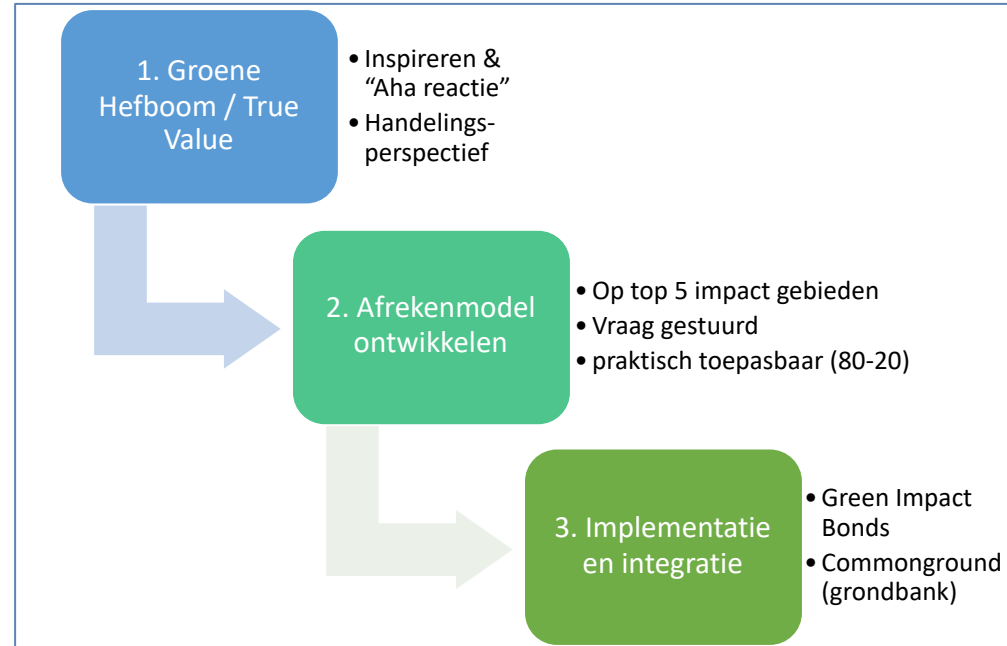 1. Groene
Hefboom / True
Value
• Inspireren &
“Aha reactie”
• Handelings-
perspectief
2. Afrekenmodel
ontwikkelen
• Op top 5 impact gebieden
• Vraag gestuurd
• praktisch toepasbaar (80-20)
3. Implementatie
en integratie
• Green Impact
Bonds
• Commonground
(grondbank)